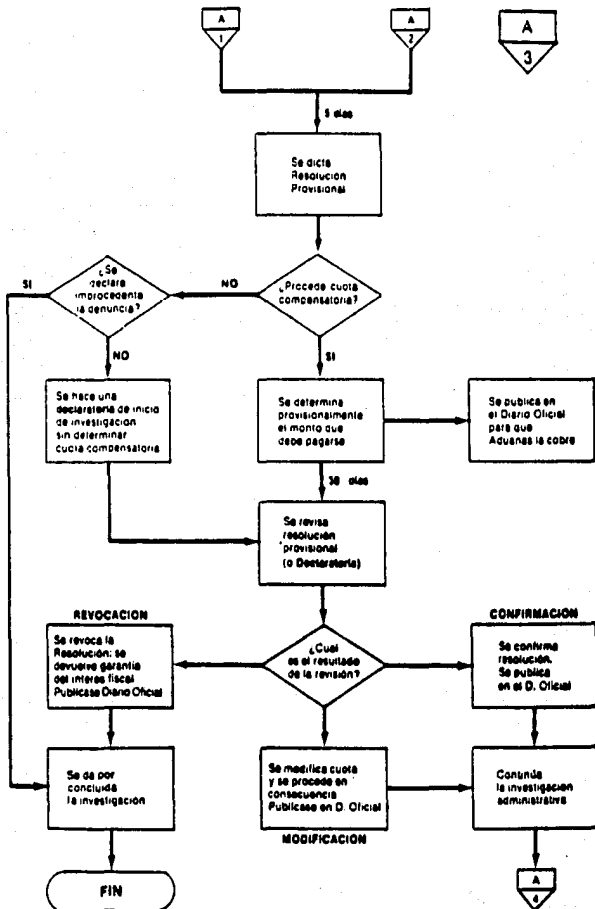 A
1
A
2
A
3
5 días
Se dicta
Resolución
Provisional
¿Se
declara
improcedente
la denuncia?
SI
NO
¿Procede cuota
compensatoria?
NO
SI
Se hace una
declaratoria de inicio
de investigación
sin determinar
cuota compensatoria
Se determina
provisionalmente
el monto que
debe pagarse
Se publica en
el Diario Oficial
para que
Aduanas la cobre
días
Se revisa
resolución
provisional
(o Declaratoria)
REVOCACION
Se revoca la
Resolución: se
devuelve garantía
del interes fiscal
Publícase Diario Oficial
¿Cual
es el resultado
de la revisión?
CONFIRMACION
Se confirma
resolución.
Se publica
en el D. Oficial
Se da por
concluida
la investigación
Se modifica cuota
y se procede en
consecuencia
Publícase en D. Oficial
MODIFICACION
Continúa
la investigación
administrativa
FIN
A
4